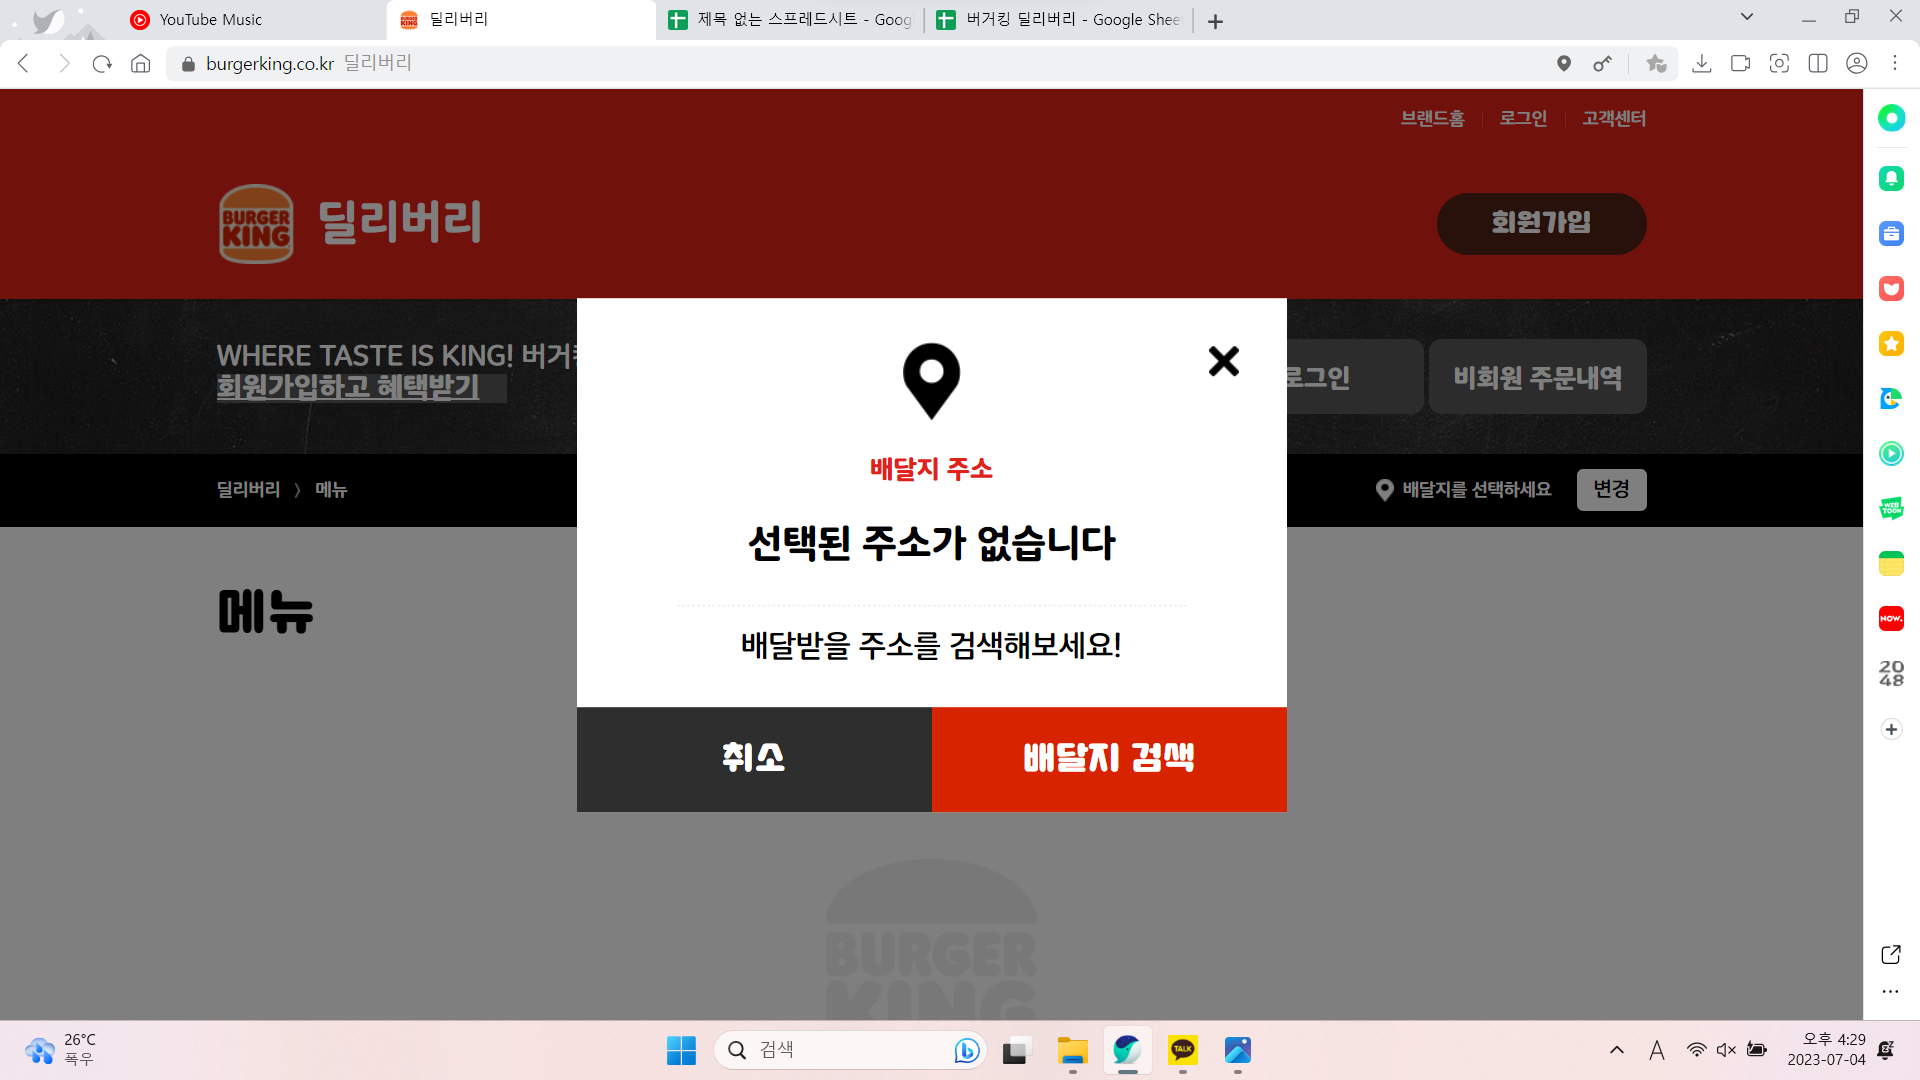 YouTube Music
딜리버리
제목 없는 스프레드시트 - Goog
버거킹 딜리버리 - Google Shee
burgerking.co.kr 딜리버리
브랜드홈
로그인
고객센터
BURGER
KING
딜리버리
회원가입
WHERE TASTE IS KING! 버거
회원가입하고 혜택받기
로그인
비회원 주문내역
딜리버리 〉 메뉴
배달지를 선택하세요
변경
배달지 주소
선택된 주소가 없습니다
배달받을 주소를 검색해보세요!
취소
배달지 검색
메뉴
BURGER
KING
WEB
TOON
NOW.
20
48
26°C
폭우
검색
TALK
A
오후 4:29
2023-07-04